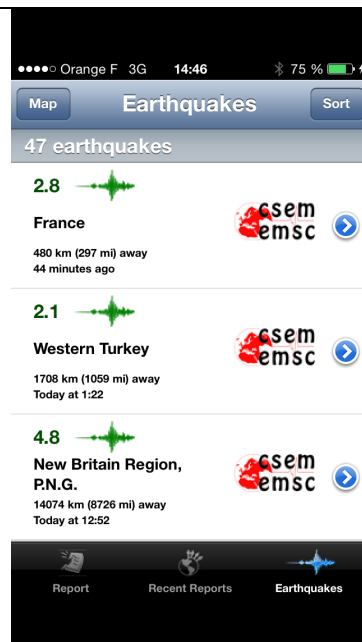 Orange F 3G 14:46 75 %
Map Earthquakes Sort
47 earthquakes
2.8
France
480 km (297 mi) away
44 minutes ago
csem
emsc
2.1
Western Turkey
1708 km (1059 mi) away
Today at 1:22
csem
emsc
4.8
New Britain Region,
P.N.G.
14074 km (8726 mi) away
Today at 12:52
csem
emsc
Report Recent Reports Earthquakes